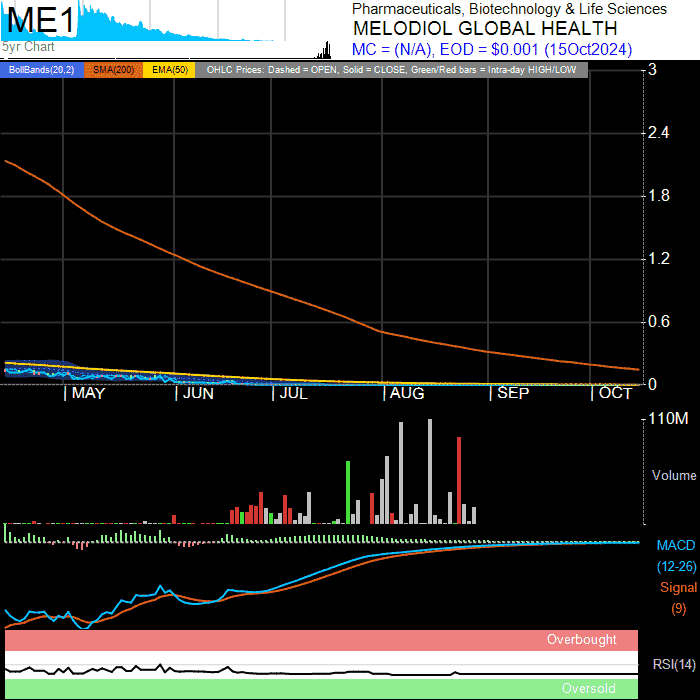 ME1
5yr Chart
Pharmaceuticals, Biotechnology & Life Sciences
MELODIOL GLOBAL HEALTH
MC = (N/A), EOD = $0.001 (15Oct2024)
BollBands(20,2) SMA(200) EMA(50) OHLC Prices: Dashed = OPEN, Solid = CLOSE, Green/Red bars = Intra-day HIGH/LOW
3
2.4
1.8
1.2
0.6
0
MAY JUN JUL AUG SEP OCT
110M
Volume
MACD
(12-26)
Signal
(9)
Overbought
RSI(14)
Oversold